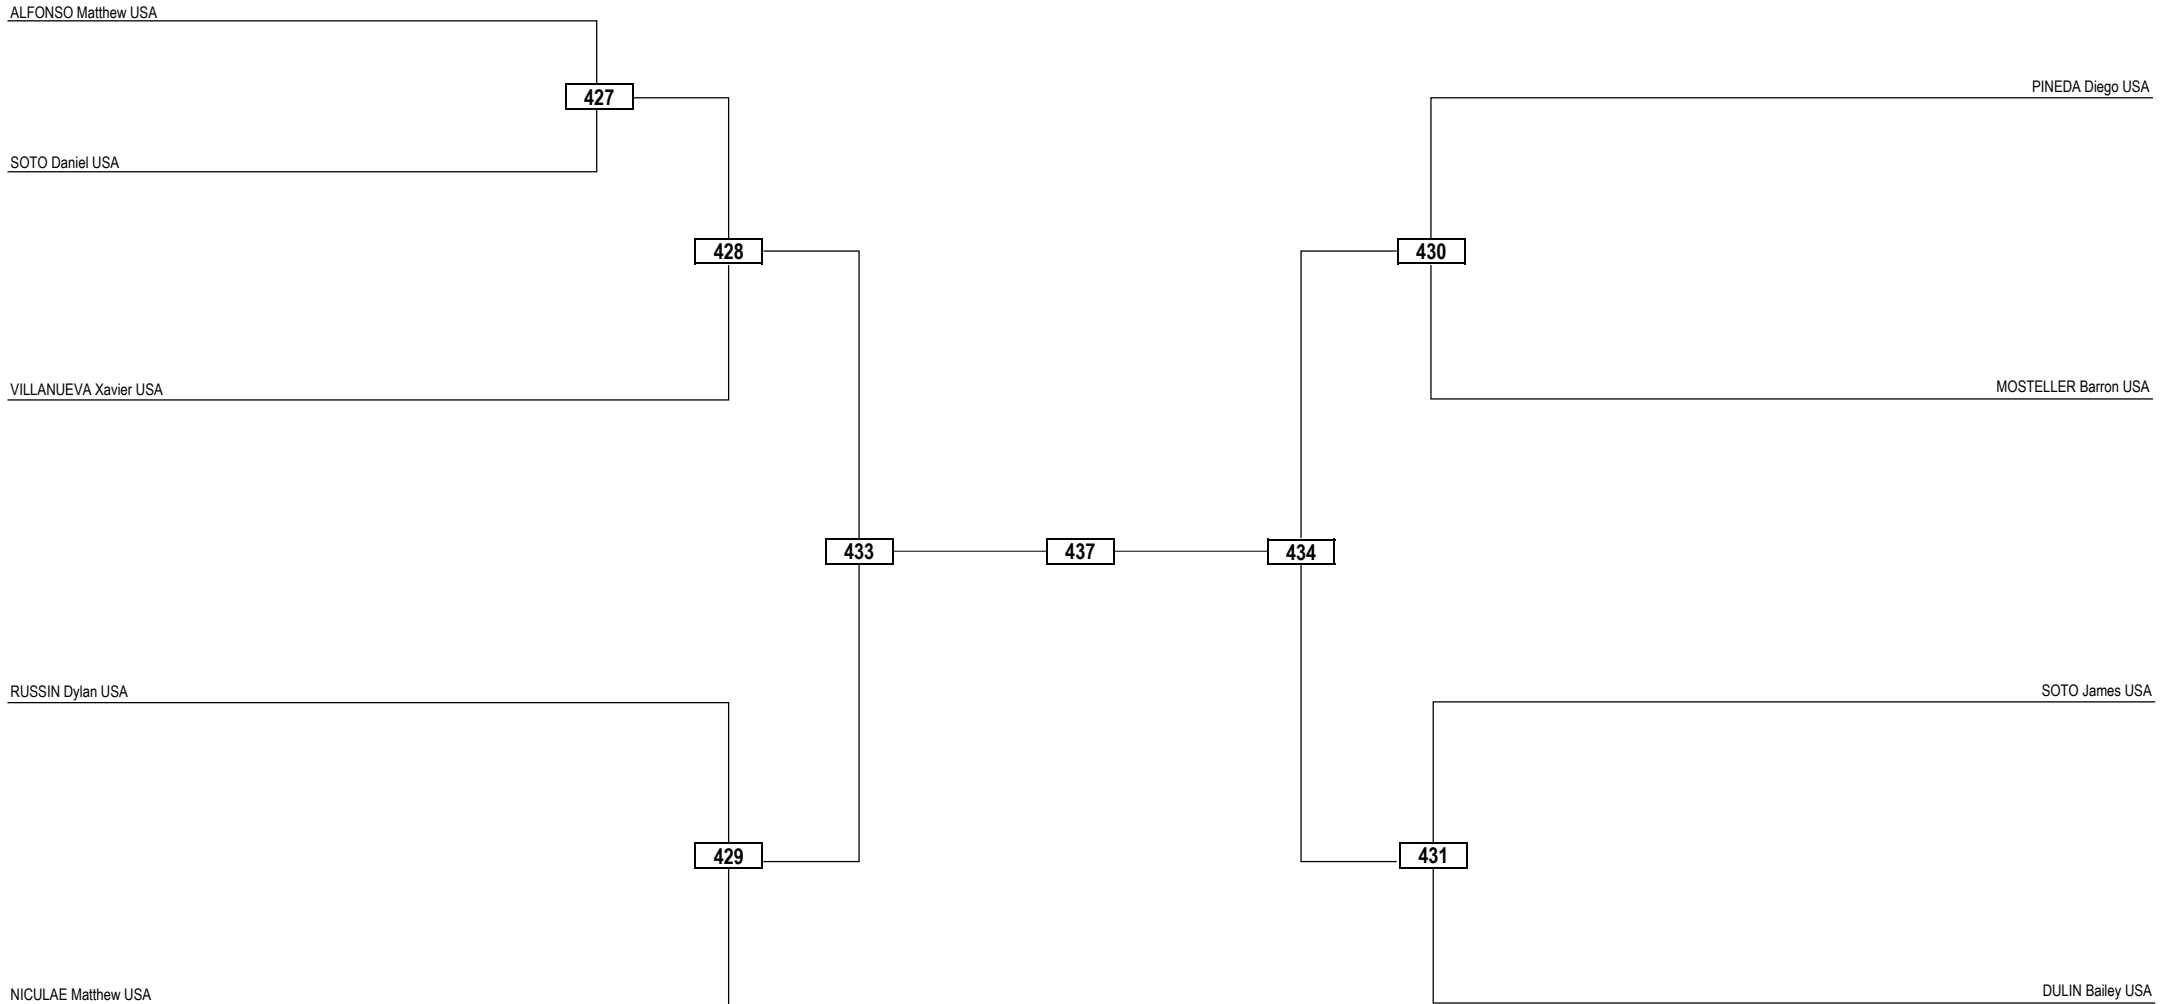 ALFONSO Matthew USA
427
PINEDA Diego USA
SOTO Daniel USA
428
430
VILLANUEVA Xavier USA
MOSTELLER Barron USA
433
437
434
RUSSIN Dylan USA
SOTO James USA
429
431
NICULAE Matthew USA
DULIN Bailey USA